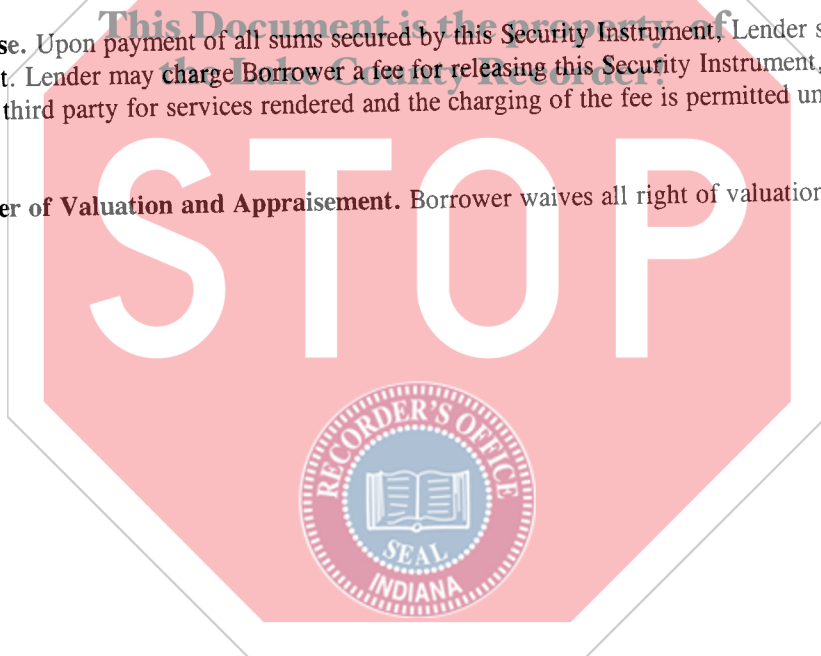 This Document is the property of
se. Upon payment of all sums secured by this Security Instrument, Lender s
the Lake County Recorder!
t. Lender may charge Borrower a fee for releasing this Security Instrument,
third party for services rendered and the charging of the fee is permitted un
er of Valuation and Appraisement. Borrower waives all right of valuation
STOP
RECORDER'S OFFICE
SEAL
INDIANA